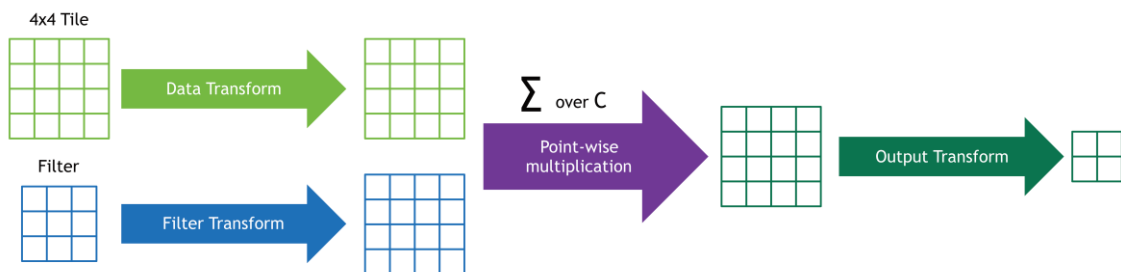 4x4 Tile
Data Transform
Σ over C
Point-wise
multiplication
Output Transform
Filter
Filter Transform